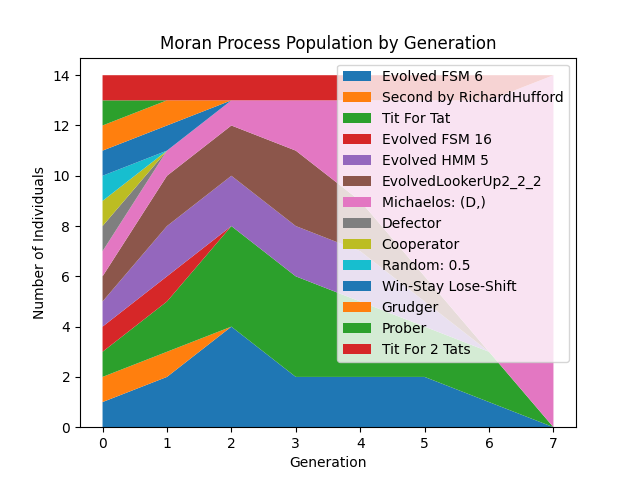 Moran Process Population by Generation
Number of Individuals
14
12
10
8
6
4
2
0
Evolved FSM 6
Second by RichardHufford
Tit For Tat
Evolved FSM 16
Evolved HMM 5
EvolvedLookerUp2_2_2
Michaelos: (D,)
Defector
Cooperator
Random: 0.5
Win-Stay Lose-Shift
Grudger
Prober
Tit For 2 Tats
0 1 2 3 4 5 6 7
Generation